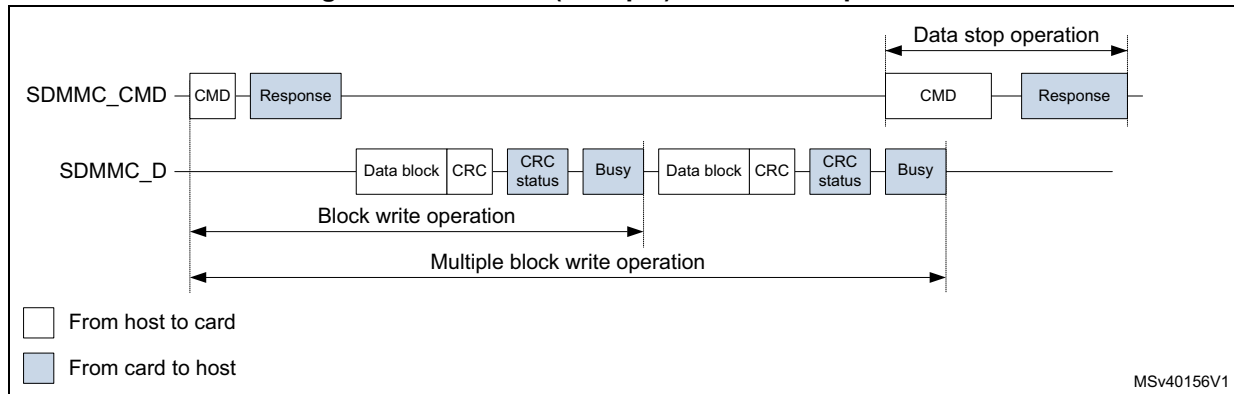 Data stop operation
SDMMC_CMD CMD Response CMD Response
SDMMC_D Data block CRC CRC status Busy Data block CRC CRC status Busy
Block write operation
Multiple block write operation
From host to card
From card to host
MSv40156V1